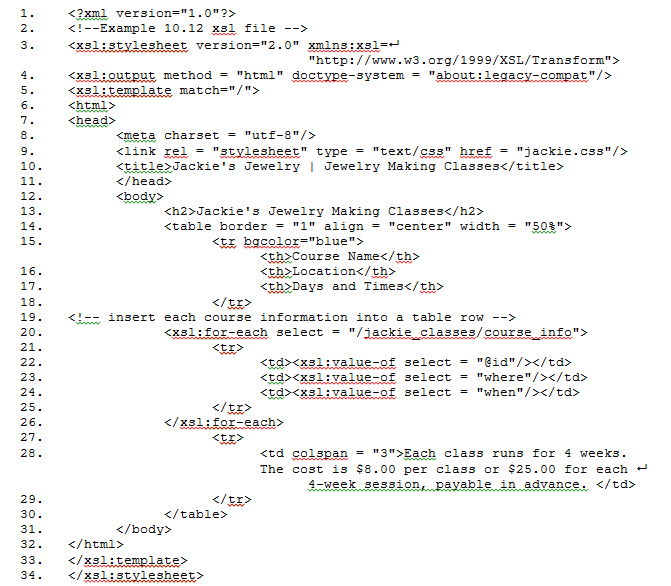 1. <?xml version="1.0"?>
2. <!--Example 10.12 xsl file -->
3. <xsl:stylesheet version="2.0" xmlns:xsl=↵
"http://www.w3.org/1999/XSL/Transform">
4. <xsl:output method = "html" doctype-system = "about:legacy-compat"/>
5. <xsl:template match="/">
6. <html>
7. <head>
8. <meta charset = "utf-8"/>
9. <link rel = "stylesheet" type = "text/css" href = "jackie.css"/>
10. <title>Jackie's Jewelry | Jewelry Making Classes</title>
11. </head>
12. <body>
13. <h2>Jackie's Jewelry Making Classes</h2>
14. <table border = "1" align = "center" width = "50%">
15. <tr bgcolor="blue">
<th>Course Name</th>
16. <th>Location</th>
17. <th>Days and Times</th>
18. </tr>
19. <!-- insert each course information into a table row -->
20. <xsl:for-each select = "/jackie_classes/course_info">
21. <tr>
22. <td><xsl:value-of select = "@id"/></td>
23. <td><xsl:value-of select = "where"/></td>
24. <td><xsl:value-of select = "when"/></td>
25. </tr>
26. </xsl:for-each>
27. <tr>
28. <td colspan = "3">Each class runs for 4 weeks.
The cost is $8.00 per class or $25.00 for each ↵
4-week session, payable in advance. </td>
29. </tr>
30. </table>
31. </body>
32. </html>
33. </xsl:template>
34. </xsl:stylesheet>